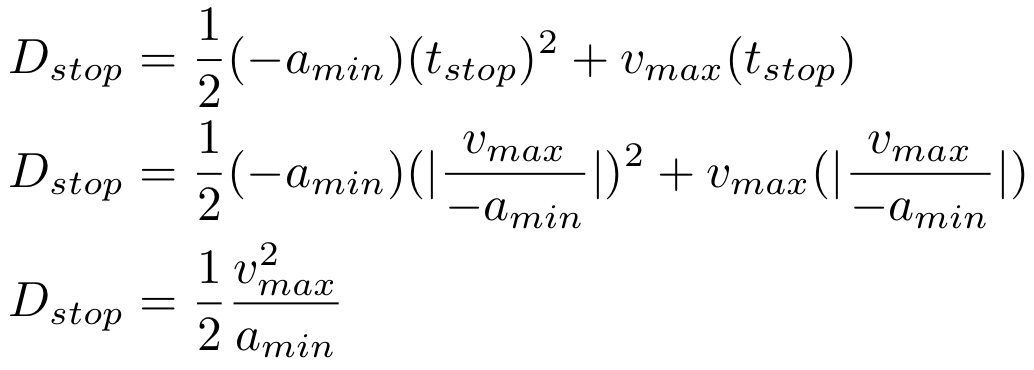 D_{stop} = \frac{1}{2}(-a_{min})(t_{stop})^2 + v_{max}(t_{stop})
D_{stop} = \frac{1}{2}(-a_{min})(|\frac{v_{max}}{-a_{min}}|)^2 + v_{max}(|\frac{v_{max}}{-a_{min}}|)
D_{stop} = \frac{1}{2}\frac{v_{max}^2}{a_{min}}